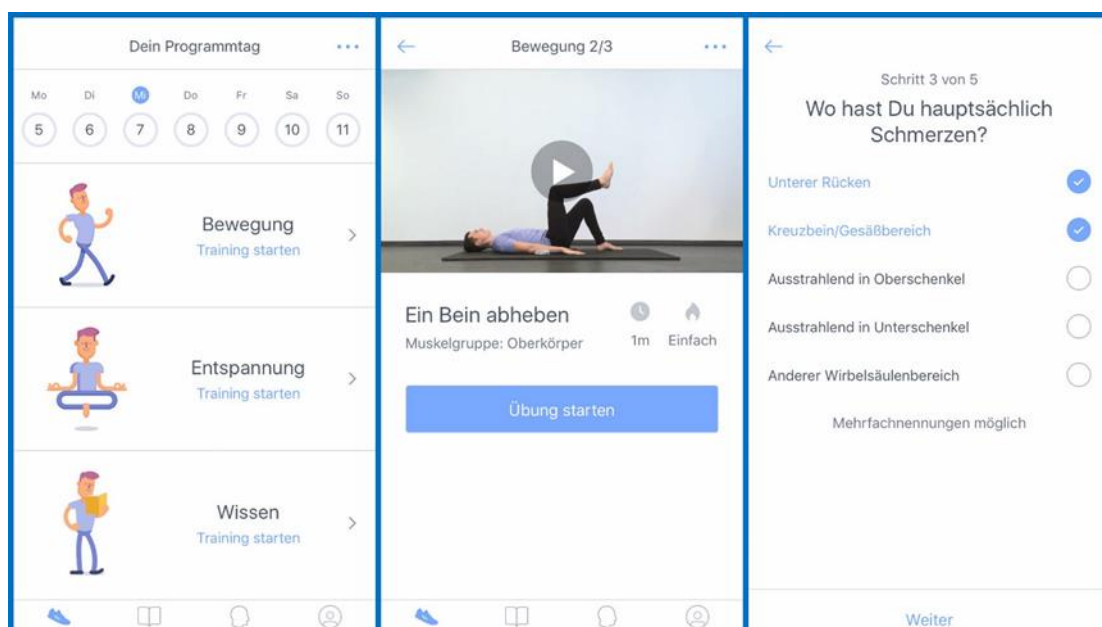 Dein Programmtag
Mo Di Mi Do Fr Sa So
5 6 7 8 9 10 11
Bewegung
Training starten
Entspannung
Training starten
Wissen
Training starten
Bewegung 2/3
Ein Bein abheben
Muskelgruppe: Oberkörper
1m Einfach
Übung starten
Schritt 3 von 5
Wo hast Du hauptsächlich
Schmerzen?
Unterer Rücken
Kreuzbein/Gesäßbereich
Ausstrahlend in Oberschenkel
Ausstrahlend in Unterschenkel
Anderer Wirbelsäulenbereich
Mehrfachnennungen möglich
Weiter